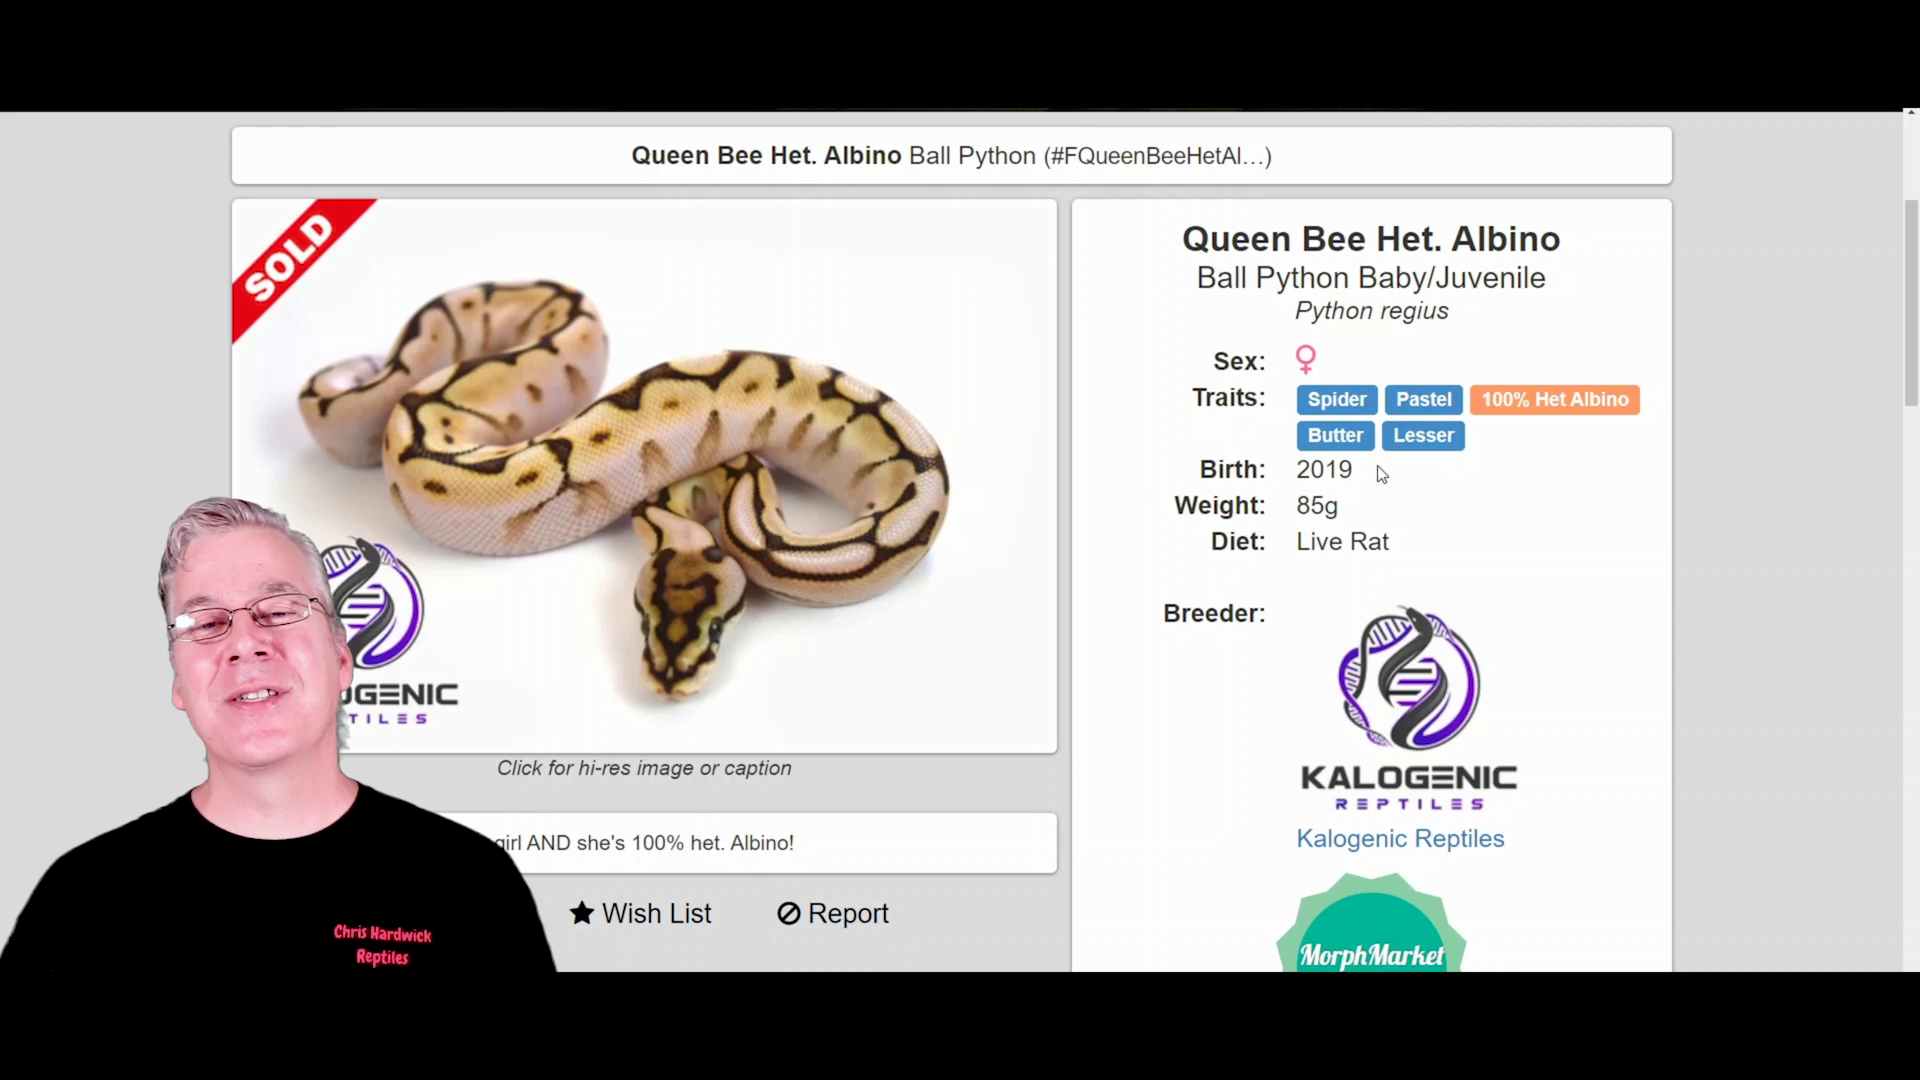 Queen Bee Het. Albino Ball Python (#FQueenBeeHetAl…)
SOLD
OGENIC
TILES
Click for hi-res image or caption
girl AND she's 100% het. Albino!
Wish List
Report
Queen Bee Het. Albino
Ball Python Baby/Juvenile
Python regius
Sex: ♀
Traits: Spider Pastel 100% Het Albino
Butter Lesser
Birth: 2019
Weight: 85g
Diet: Live Rat
Breeder:
KALOGENIC
REPTILES
Kalogenic Reptiles
MorphMarket
Chris Hardwick
Reptiles